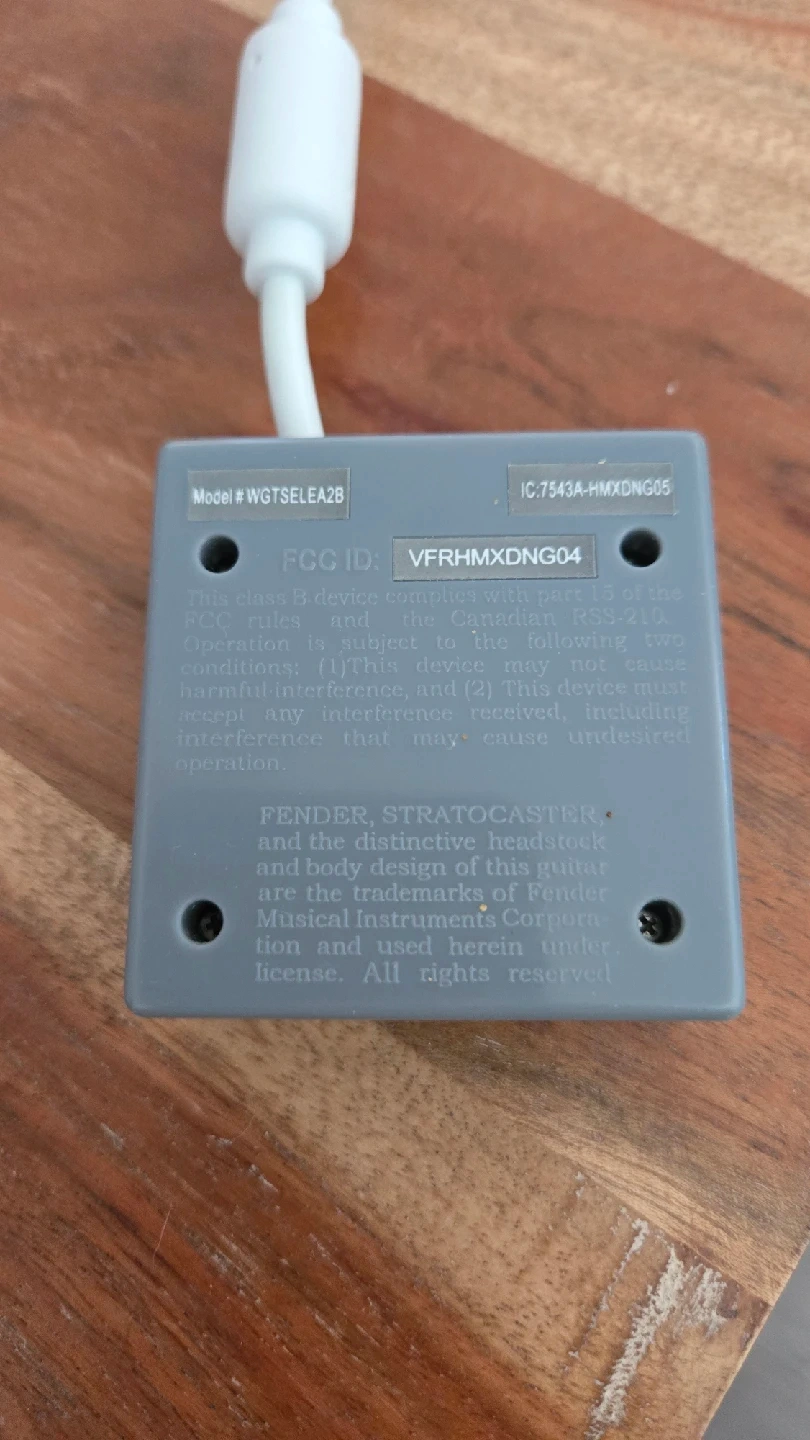 Model # WGTSELEA2B
IC:7543A-HMXDNG05
FCC ID: VFRHMXDNG04
This class B device complies with part 15 of the
FCC rules and the Canadian RSS-210.
Operation is subject to the following two
conditions; (1)This device may not cause
harmful interference, and (2) This device must
accept any interference received, including
interference that may cause undesired
operation.
FENDER, STRATOCASTER,
and the distinctive headstock
and body design of this guitar
are the trademarks of Fender
Musical Instruments Corpora-
tion and used herein under
license. All rights reserved